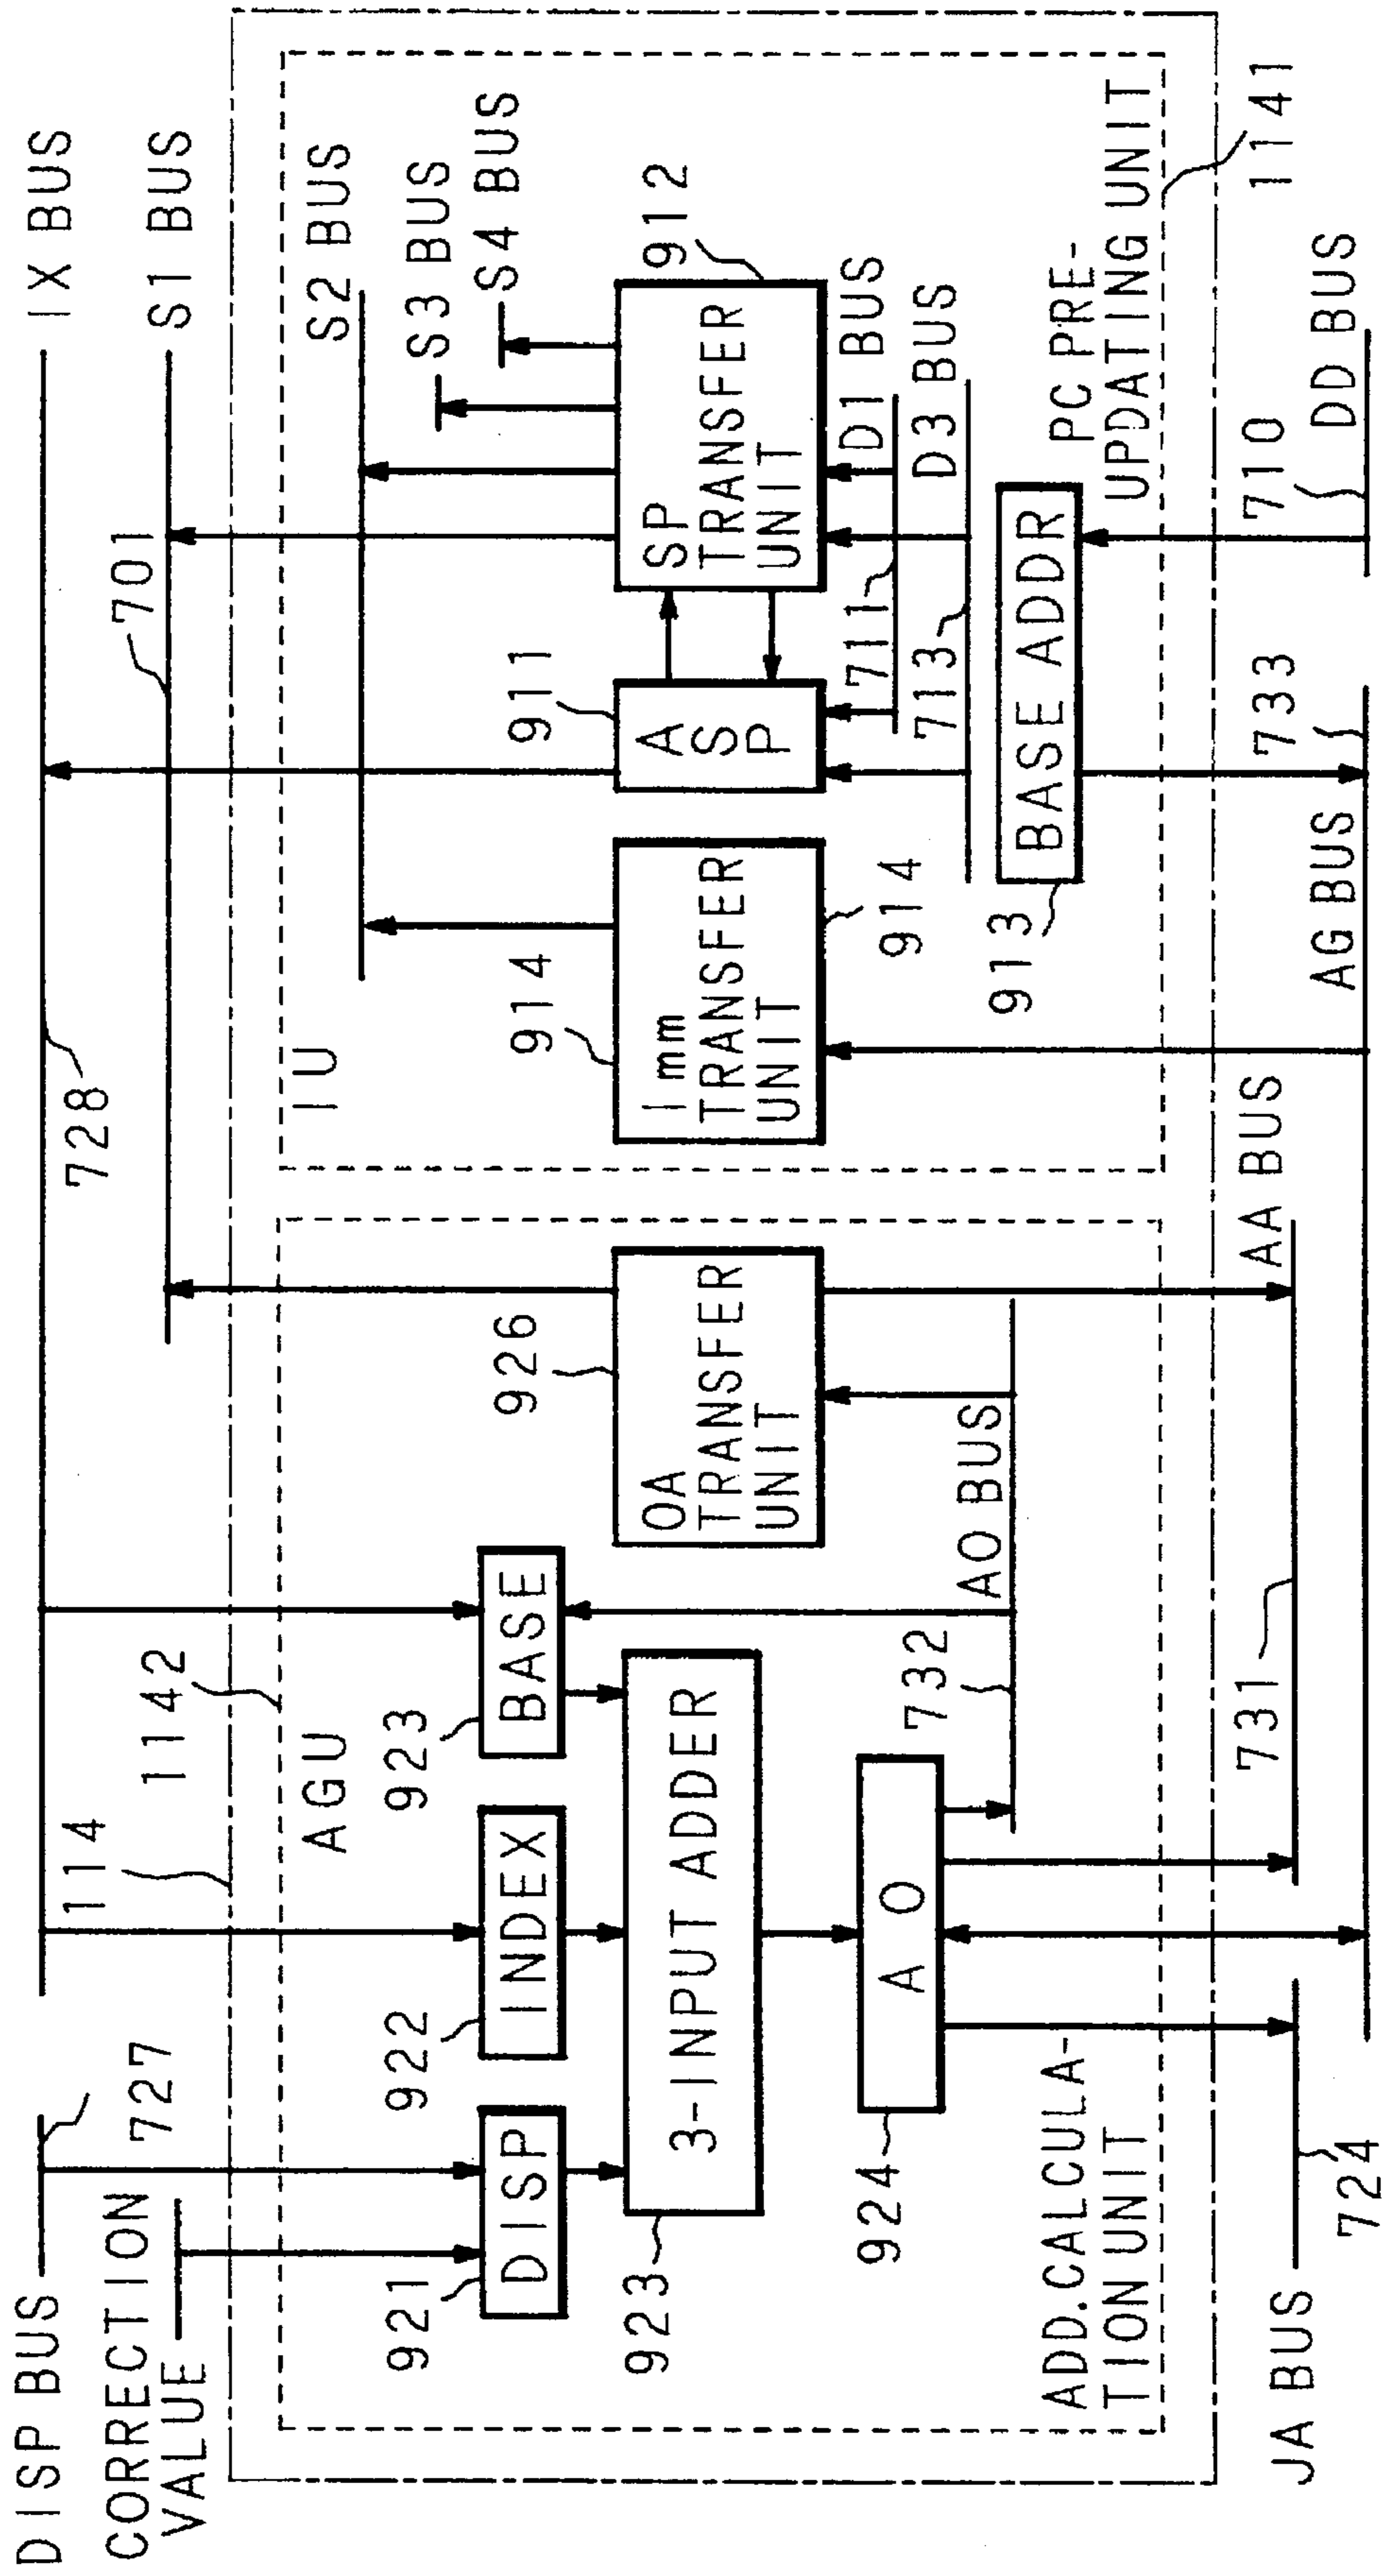 DISP BUS
727
CORRECTION
VALUE
IX BUS
728
S1 BUS
701
114
1142
1141
AGU
IU
S2 BUS
S3 BUS
S4 BUS
921
DISP
922
INDEX
923
BASE
923
3-INPUT ADDER
924
AO
926
OA
TRANSFER
UNIT
732
AO BUS
ADD.CALCULA-
TION UNIT
914
Imm
TRANSFER
UNIT
914
911
ASP
912
SP
TRANSFER
UNIT
711
D1 BUS
713
D3 BUS
913
BASE ADDR
PC PRE-
UPDATING UNIT
JA BUS
724
731
AA BUS
AG BUS
733
710
DD BUS